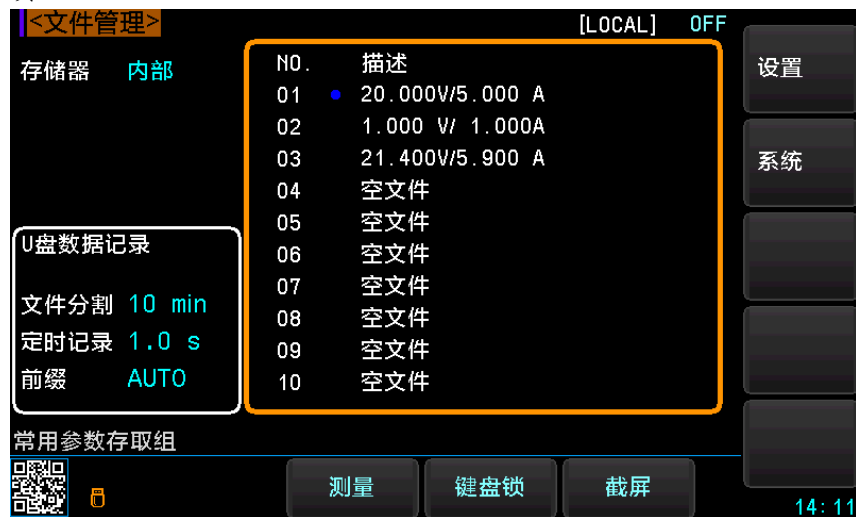 <文件管理> [LOCAL] OFF
存储器 内部
NO. 描述
01 20.000V/5.000 A
02 1.000 V/ 1.000A
03 21.400V/5.900 A
04 空文件
05 空文件
06 空文件
07 空文件
08 空文件
09 空文件
10 空文件
U盘数据记录
文件分割 10 min
定时记录 1.0 s
前缀 AUTO
设置
系统
常用参数存取组
测量 键盘锁 截屏
14:11